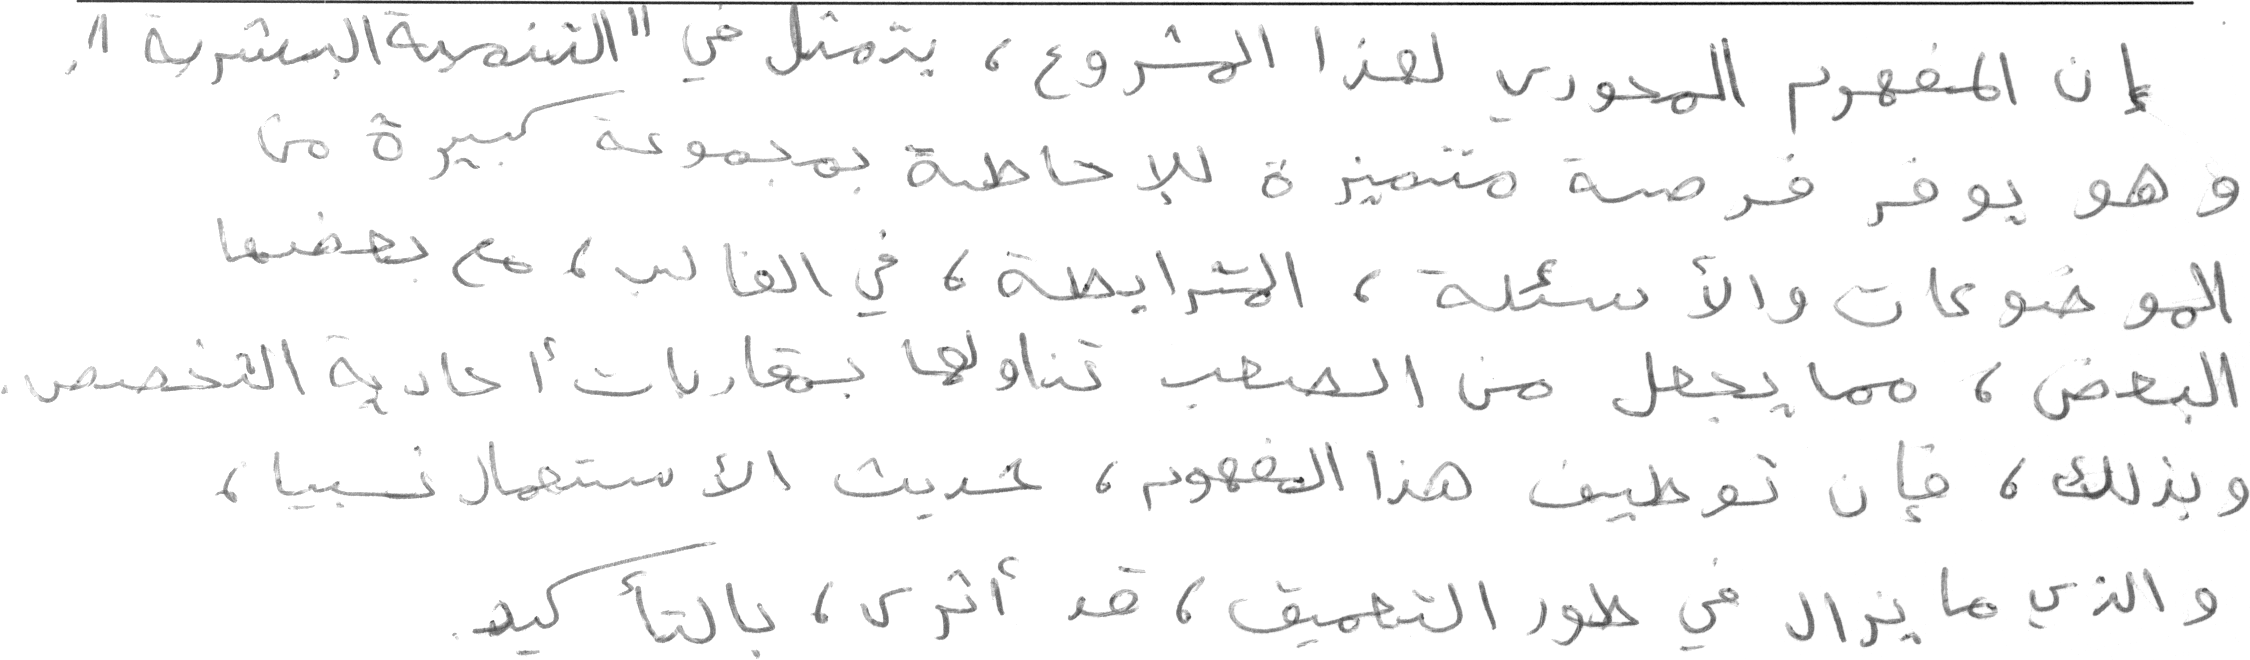 إن المفهوم المحوري لهذا المشروع، يتمثل في "التنمية البشرية".
وهو يوفر فرصة متميزة للإحاطة بمجموعة كبيرة من
الموضوعات والأسئلة، المترابطة، في الغالب، مع بعضها
البعض، مما يجعل من الصعب تناولها بمقاربات أحادية التخصص.
وبذلك، فإن توظيف هذا المفهوم، حديث الاستعمال نسبيا،
والذي ما يزال في طور التعميق، قد أثرى، بالتأكيد.